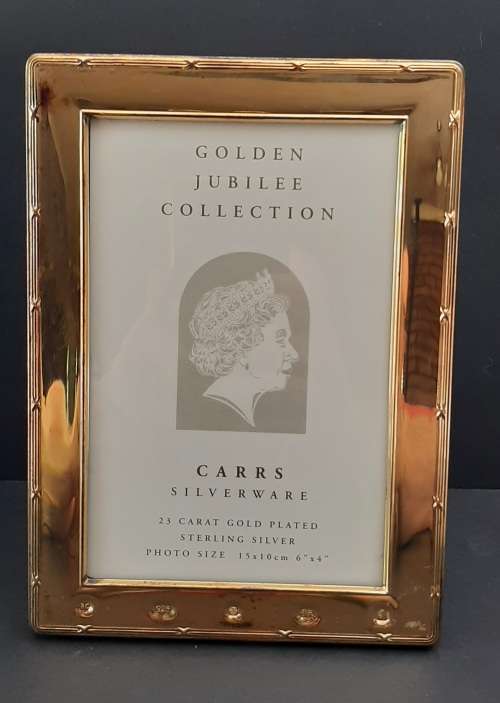 GOLDEN
JUBILEE
COLLECTION
CARRS
SILVERWARE
23 CARAT GOLD PLATED
STERLING SILVER
PHOTO SIZE 15x10cm 6"x4"